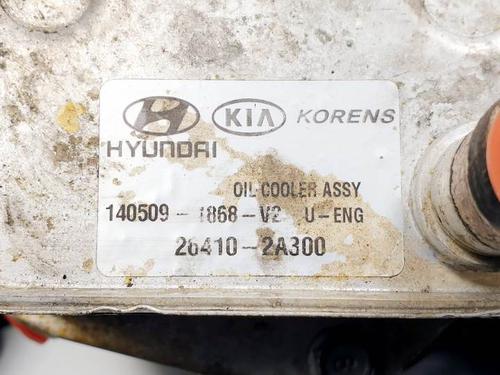 HYUNDAI KIA KORENS
OIL COOLER ASSY
140509-1868-V2 U-ENG
26410-2A300